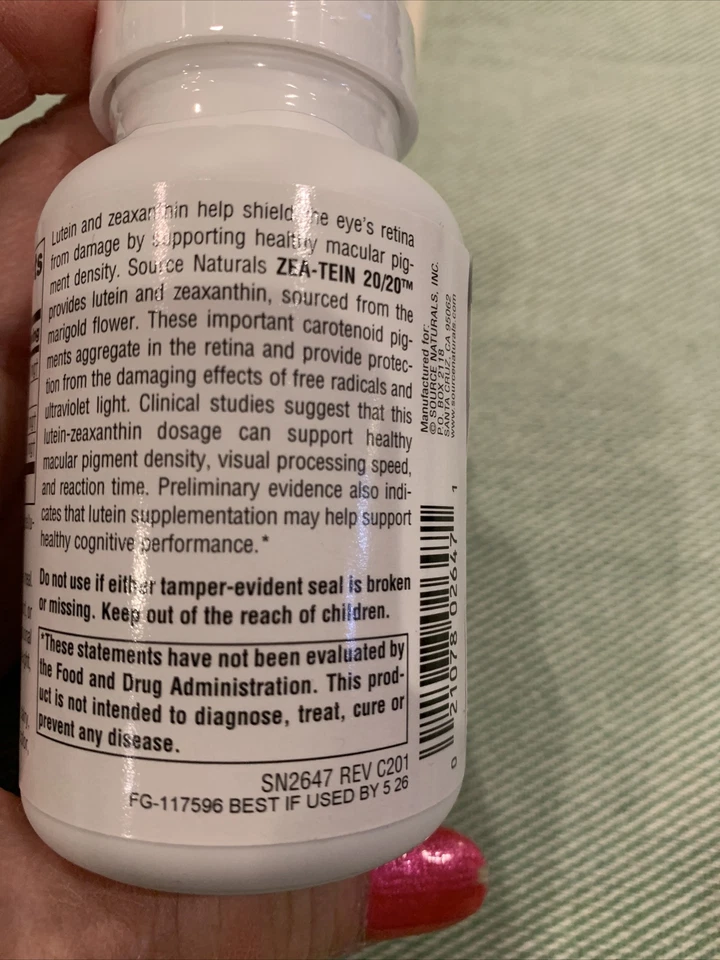 Lutein and zeaxanthin help shield the eye's retina
from damage by supporting healthy macular pig-
ment density. Source Naturals ZEA-TEIN 20/20™
provides lutein and zeaxanthin, sourced from the
marigold flower. These important carotenoid pig-
ments aggregate in the retina and provide protec-
tion from the damaging effects of free radicals and
ultraviolet light. Clinical studies suggest that this
lutein-zeaxanthin dosage can support healthy
macular pigment density, visual processing speed,
and reaction time. Preliminary evidence also indi-
cates that lutein supplementation may help support
healthy cognitive performance.*
Do not use if either tamper-evident seal is broken
or missing. Keep out of the reach of children.
*These statements have not been evaluated by
the Food and Drug Administration. This prod-
uct is not intended to diagnose, treat, cure or
prevent any disease.
SN2647 REV C201
FG-117596 BEST IF USED BY 5 26
Manufactured for:
© SOURCE NATURALS, INC.
P.O. BOX 2118
SANTA CRUZ, CA 95062
www.sourcenaturals.com
0 21078 02647 1